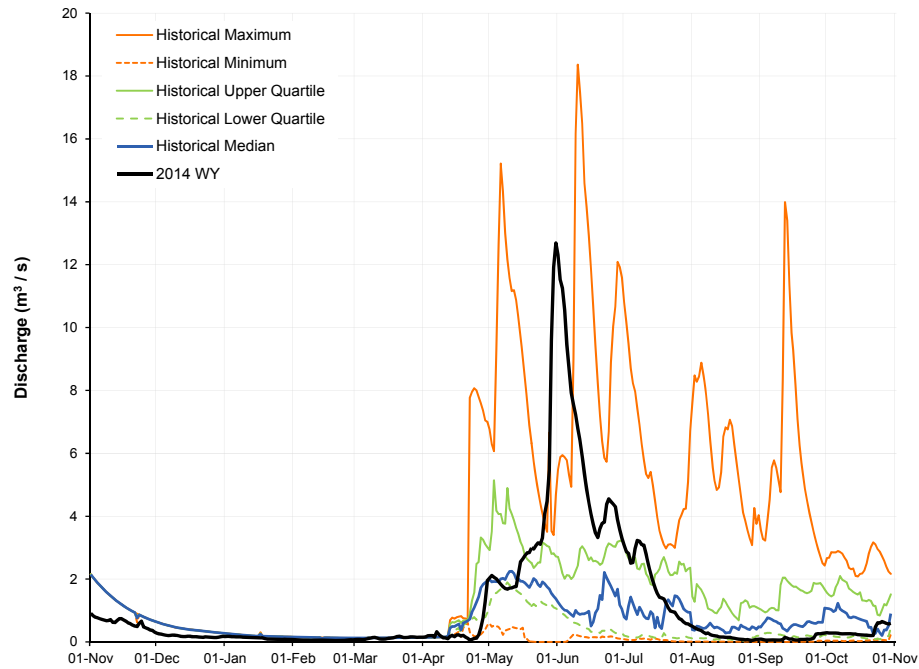 20
18
16
14
12
10
8
6
4
2
0
Discharge (m³ / s)
Historical Maximum
Historical Minimum
Historical Upper Quartile
Historical Lower Quartile
Historical Median
2014 WY
01-Nov 01-Dec 01-Jan 01-Feb 01-Mar 01-Apr 01-May 01-Jun 01-Jul 01-Aug 01-Sep 01-Oct 01-Nov